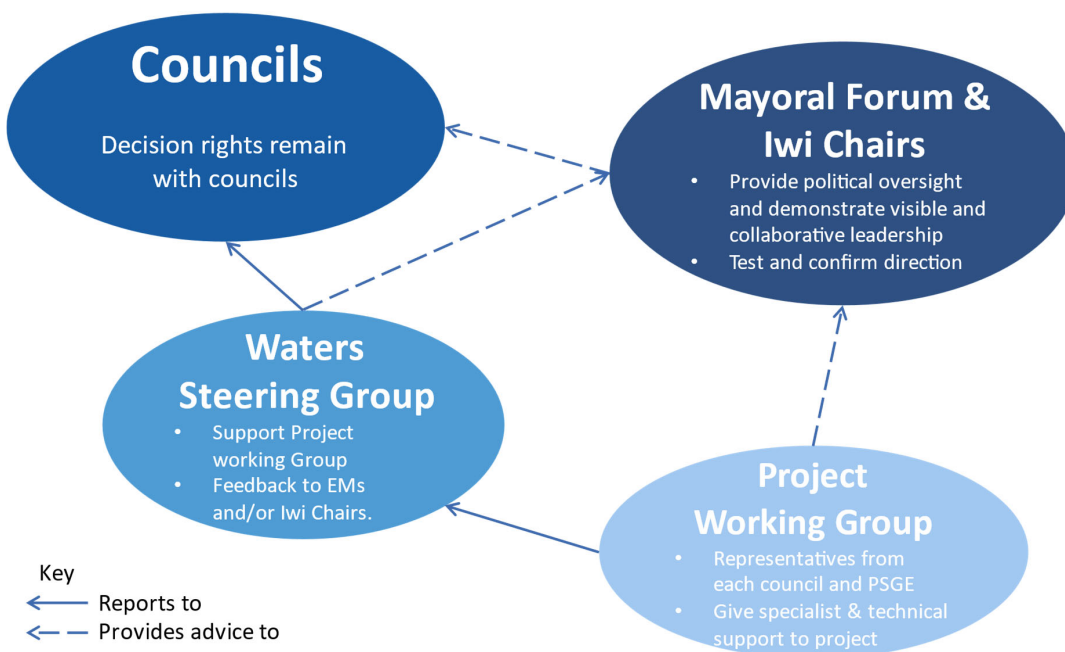 Councils
Decision rights remain
with councils
Mayoral Forum &
Iwi Chairs
• Provide political oversight
and demonstrate visible and
collaborative leadership
• Test and confirm direction
Waters
Steering Group
• Support Project
working Group
• Feedback to EMs
and/or Iwi Chairs.
Project
Working Group
• Representatives from
each council and PSGE
• Give specialist & technical
support to project
Key
Reports to
Provides advice to